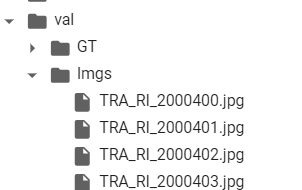 val
GT
Imgs
TRA_RI_2000400.jpg
TRA_RI_2000401.jpg
TRA_RI_2000402.jpg
TRA_RI_2000403.jpg